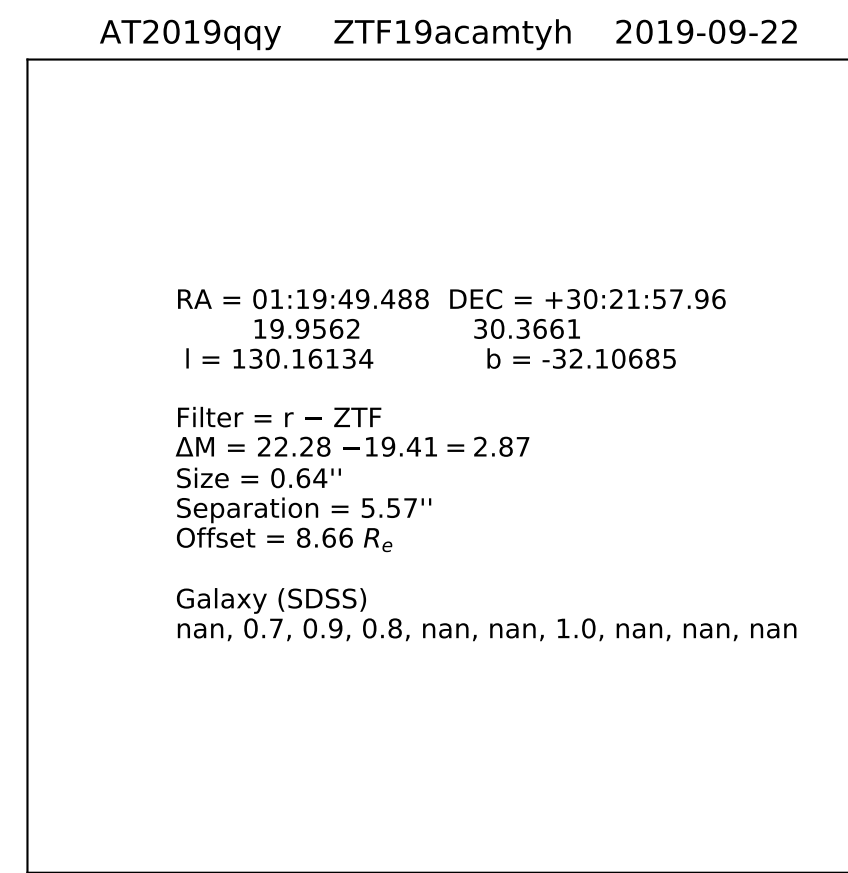 AT2019qqy ZTF19acamtyh 2019-09-22
RA = 01:19:49.488 DEC = +30:21:57.96
19.9562 30.3661
l = 130.16134 b = -32.10685
Filter = r − ZTF
ΔM = 22.28 −19.41 = 2.87
Size = 0.64''
Separation = 5.57''
Offset = 8.66 Rₑ
Galaxy (SDSS)
nan, 0.7, 0.9, 0.8, nan, nan, 1.0, nan, nan, nan